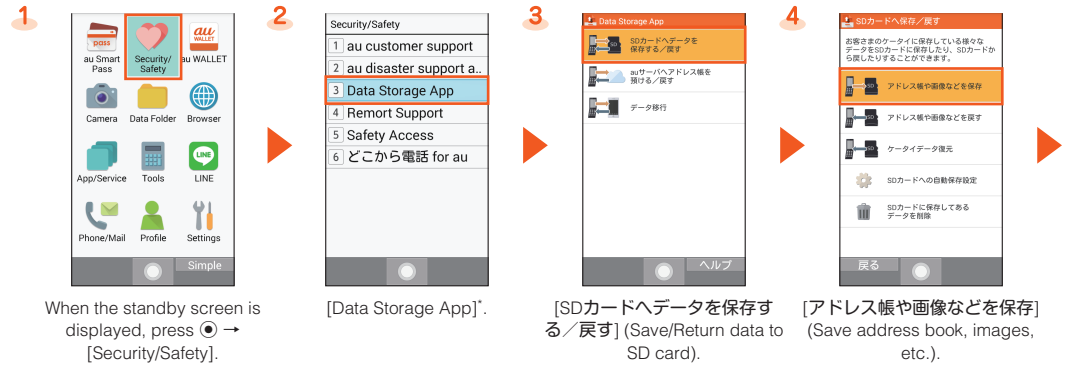 1
pass
au Smart
Pass
Security/
Safety
au
WALLET
au WALLET
Camera
Data Folder
Browser
App/Service
Tools
LINE
LINE
Phone/Mail
Profile
Settings
Simple
When the standby screen is
displayed, press →
[Security/Safety].
2
Security/Safety
1 au customer support
2 au disaster support a..
3 Data Storage App
4 Remort Support
5 Safety Access
6 どこから電話 for au
[Data Storage App]*.
3
Data Storage App
SD
SDカードへデータを
保存する／戻す
auサーバへアドレス帳を
預ける／戻す
データ移行
ヘルプ
[SDカードへデータを保存す
る／戻す] (Save/Return data to
SD card).
4
SDカードへ保存／戻す
お客さまのケータイに保存している様々な
データをSDカードに保存したり、SDカードか
ら戻したりすることができます。
SD
アドレス帳や画像などを保存
SD
アドレス帳や画像などを戻す
SD
ケータイデータ復元
SDカードへの自動保存設定
SDカードに保存してある
データを削除
戻る
[アドレス帳や画像などを保存]
(Save address book, images,
etc.).